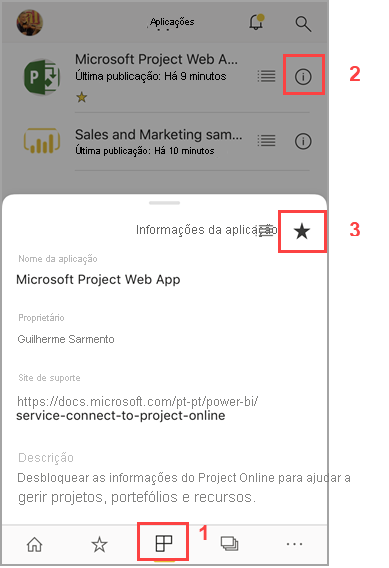 Aplicações
Microsoft Project Web A...
Última publicação: Há 9 minutos
2
Sales and Marketing sam...
Última publicação: Há 10 minutos
Informações da aplicação
3
Nome da aplicação
Microsoft Project Web App
Proprietário
Guilherme Sarmento
Site de suporte
https://docs.microsoft.com/pt-pt/power-bi/
service-connect-to-project-online
Descrição
Desbloquear as informações do Project Online para ajudar a
gerir projetos, portefólios e recursos.
1